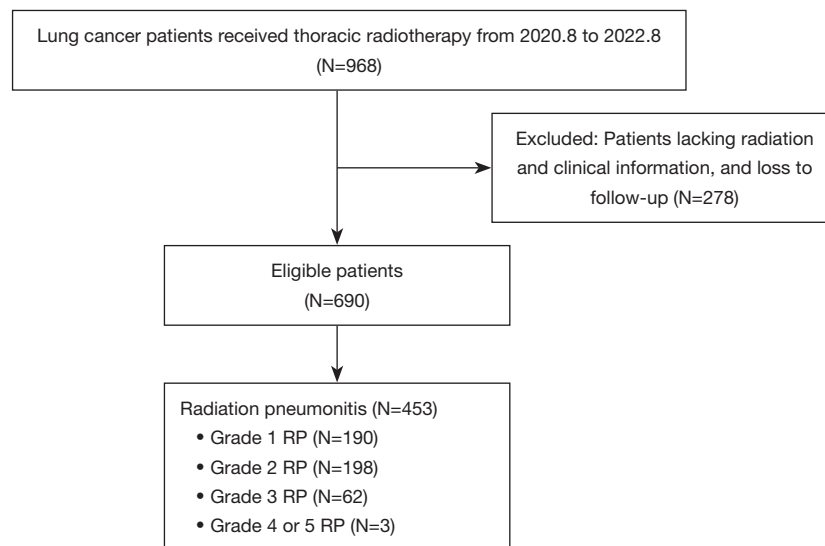 Lung cancer patients received thoracic radiotherapy from 2020.8 to 2022.8
(N=968)
Excluded: Patients lacking radiation
and clinical information, and loss to
follow-up (N=278)
Eligible patients
(N=690)
Radiation pneumonitis (N=453)
• Grade 1 RP (N=190)
• Grade 2 RP (N=198)
• Grade 3 RP (N=62)
• Grade 4 or 5 RP (N=3)